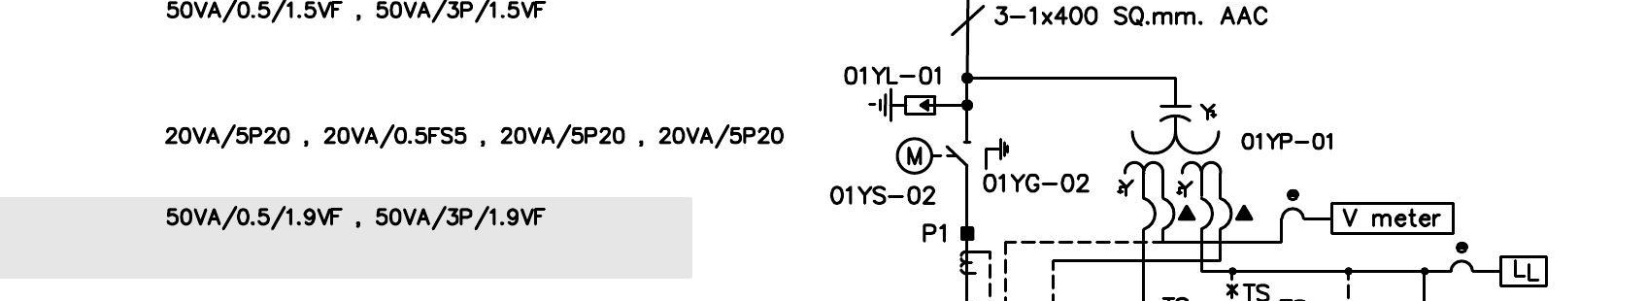 50VA/0.5/1.5VF , 50VA/3P/1.5VF
3-1x400 SQ.mm. AAC
01YL-01
20VA/5P20 , 20VA/0.5FS5 , 20VA/5P20 , 20VA/5P20
01YP-01
M
01YG-02
01YS-02
50VA/0.5/1.9VF , 50VA/3P/1.9VF
V meter
P1
LL
*TS